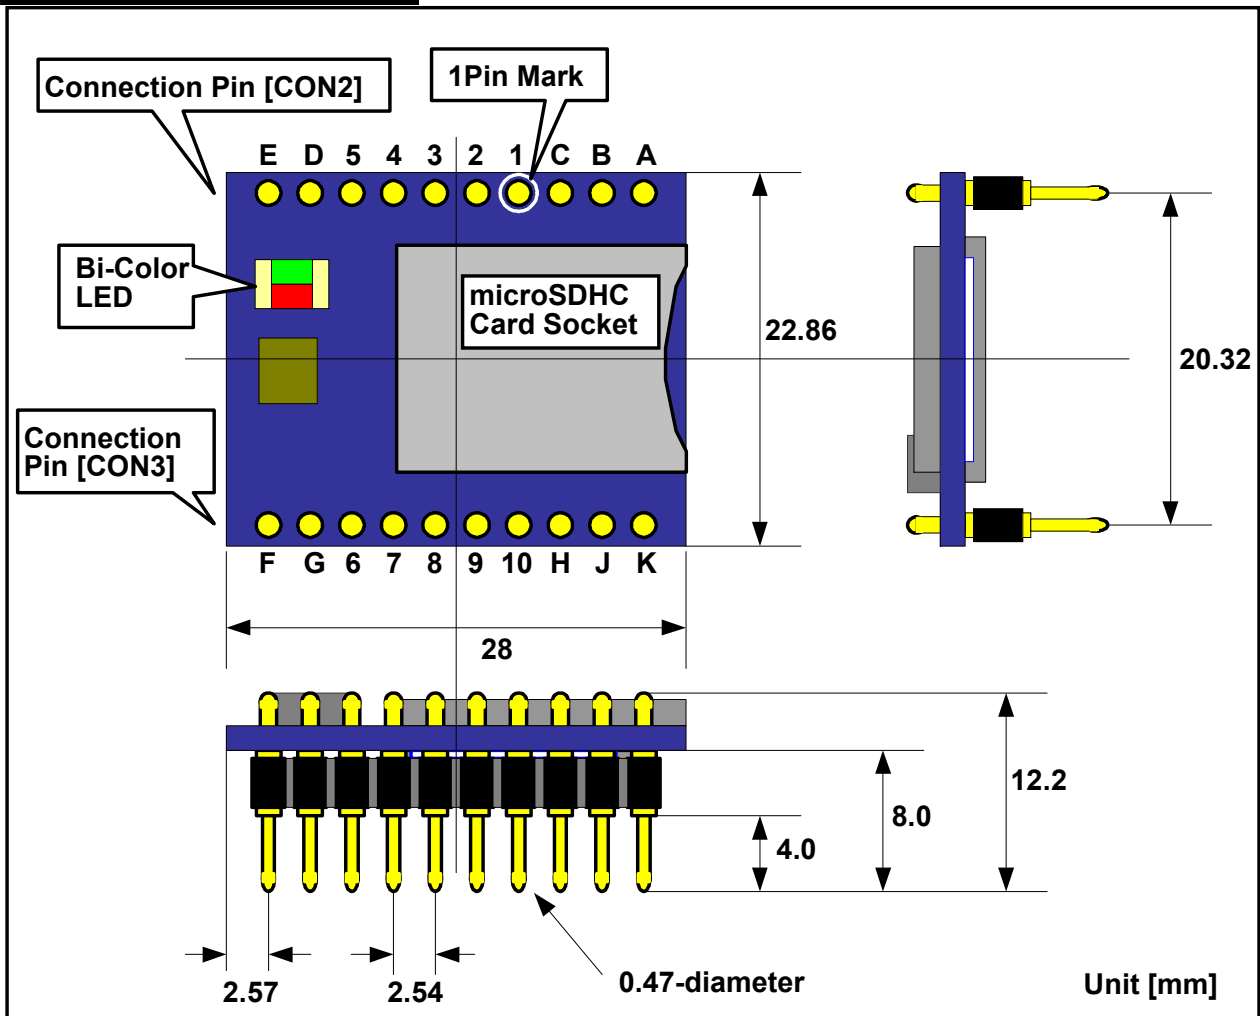 Connection Pin [CON2]
1Pin Mark
E D 5 4 3 2 1 C B A
Bi-Color
LED
microSDHC
Card Socket
22.86
20.32
Connection
Pin [CON3]
F G 6 7 8 9 10 H J K
28
12.2
8.0
4.0
2.57
2.54
0.47-diameter
Unit [mm]